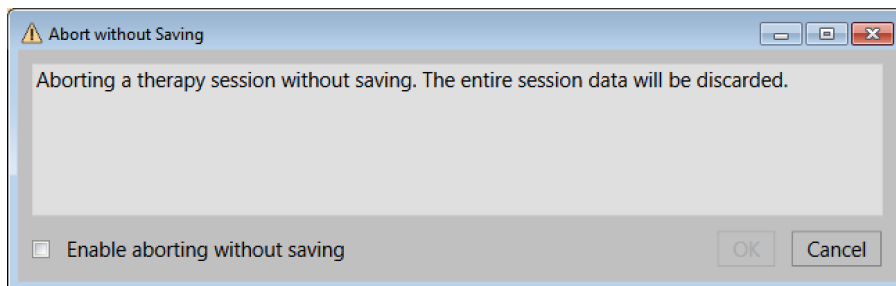 Abort without Saving
Aborting a therapy session without saving. The entire session data will be discarded.
Enable aborting without saving
OK
Cancel